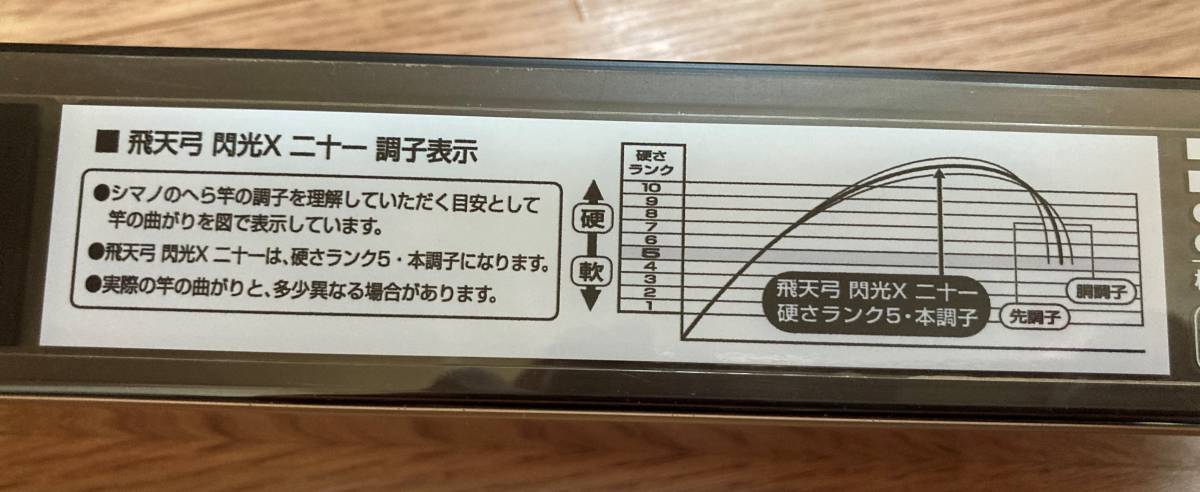 ■ 飛天弓 閃光X 二十一 調子表示
●シマノのへら竿の調子を理解していただく目安として
竿の曲がりを図で表示しています。
●飛天弓 閃光X 二十一は、硬さランク5・本調子になります。
●実際の竿の曲がりと、多少異なる場合があります。
硬
軟
硬さ
ランク
10
9
8
7
6
5
4
3
2
1
飛天弓 閃光X 二十一
硬さランク5・本調子
先調子
胴調子